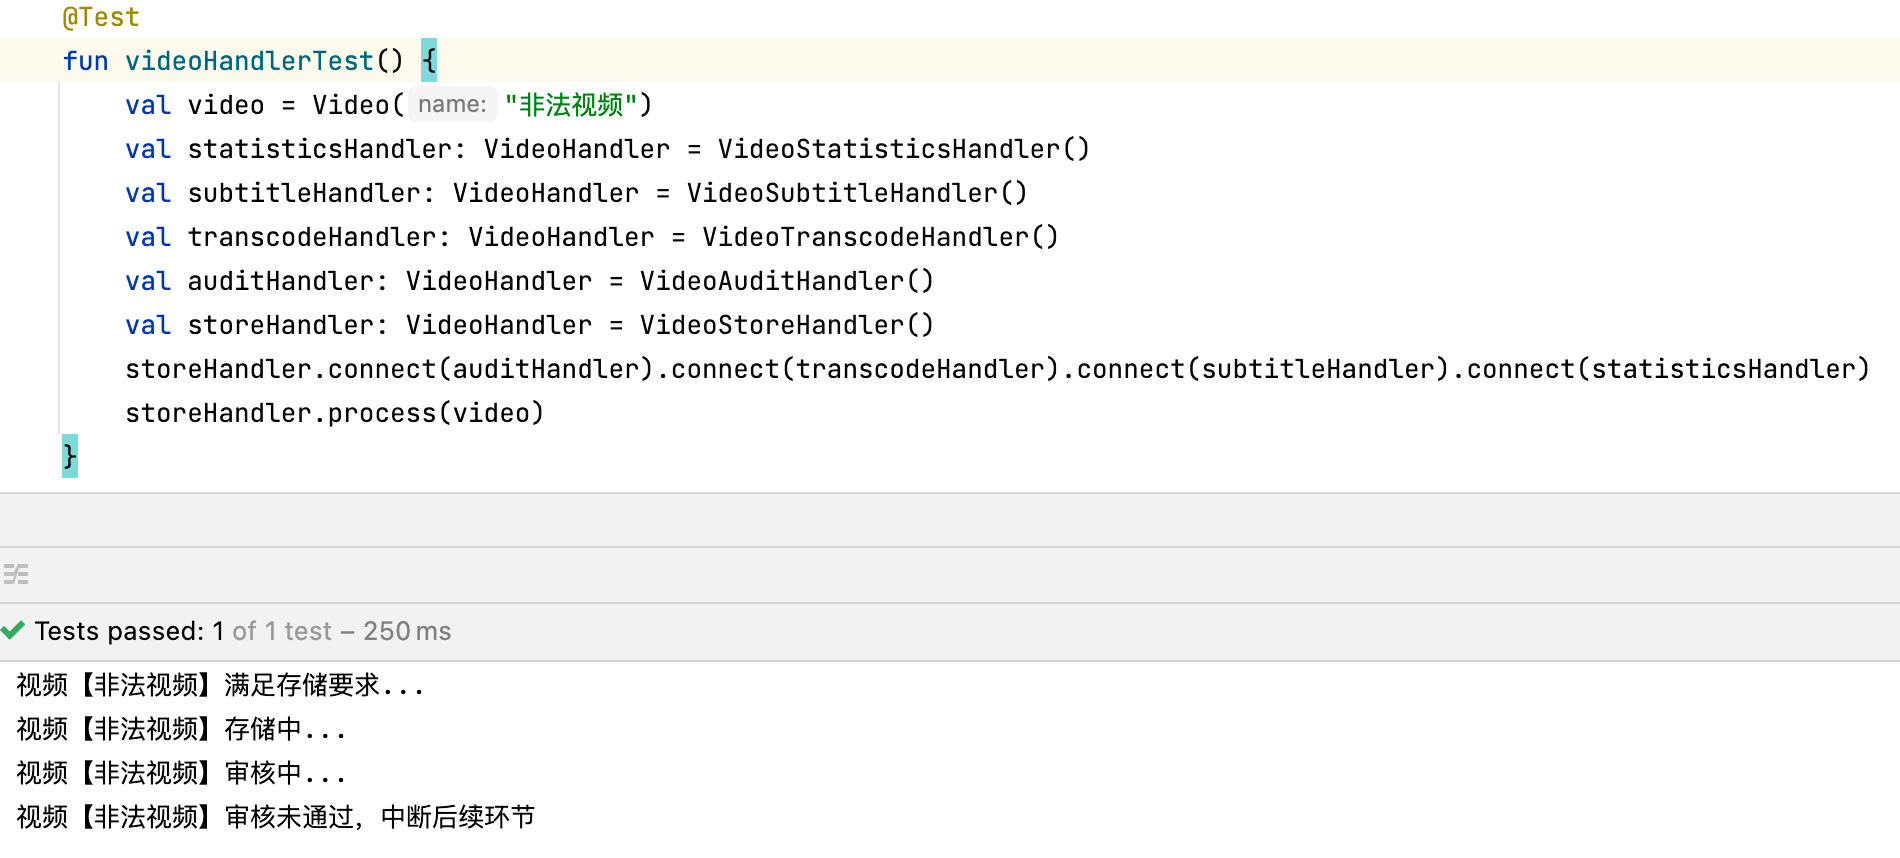 @Test
fun videoHandlerTest() {
    val video = Video( name: "非法视频")
    val statisticsHandler: VideoHandler = VideoStatisticsHandler()
    val subtitleHandler: VideoHandler = VideoSubtitleHandler()
    val transcodeHandler: VideoHandler = VideoTranscodeHandler()
    val auditHandler: VideoHandler = VideoAuditHandler()
    val storeHandler: VideoHandler = VideoStoreHandler()
    storeHandler.connect(auditHandler).connect(transcodeHandler).connect(subtitleHandler).connect(statisticsHandler)
    storeHandler.process(video)
}
Tests passed: 1 of 1 test – 250 ms
视频【非法视频】满足存储要求...
视频【非法视频】存储中...
视频【非法视频】审核中...
视频【非法视频】审核未通过，中断后续环节